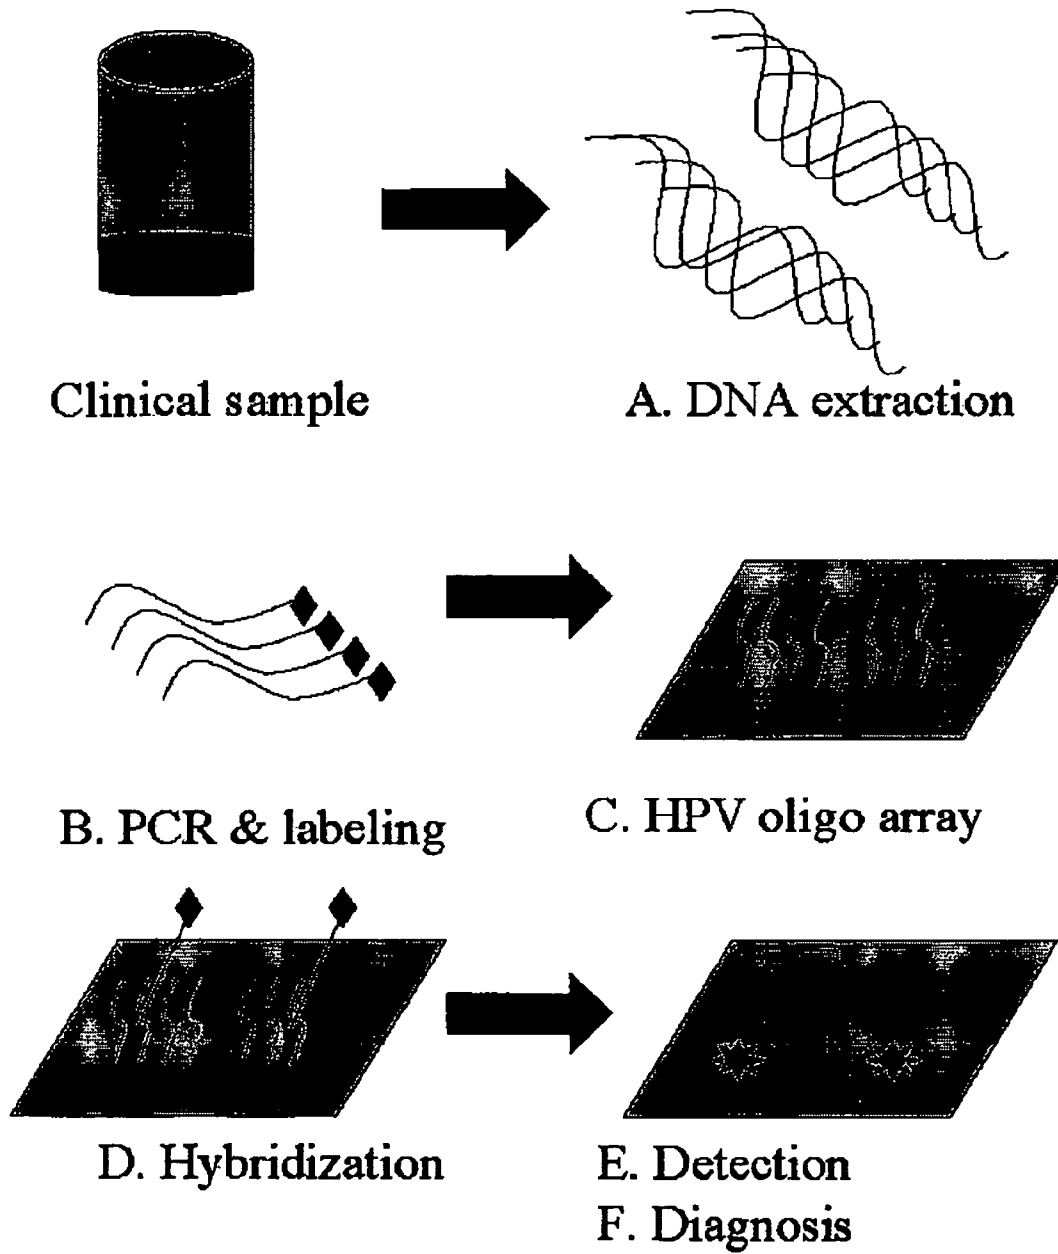 Clinical sample
A. DNA extraction
B. PCR & labeling
C. HPV oligo array
D. Hybridization
E. Detection
F. Diagnosis